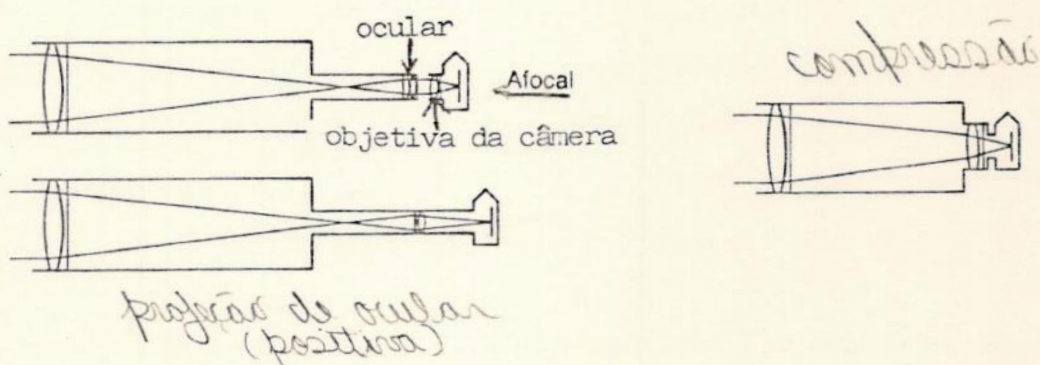 ocular
Afocal
objetiva da câmera
compressão
projeção de ocular
(positiva)